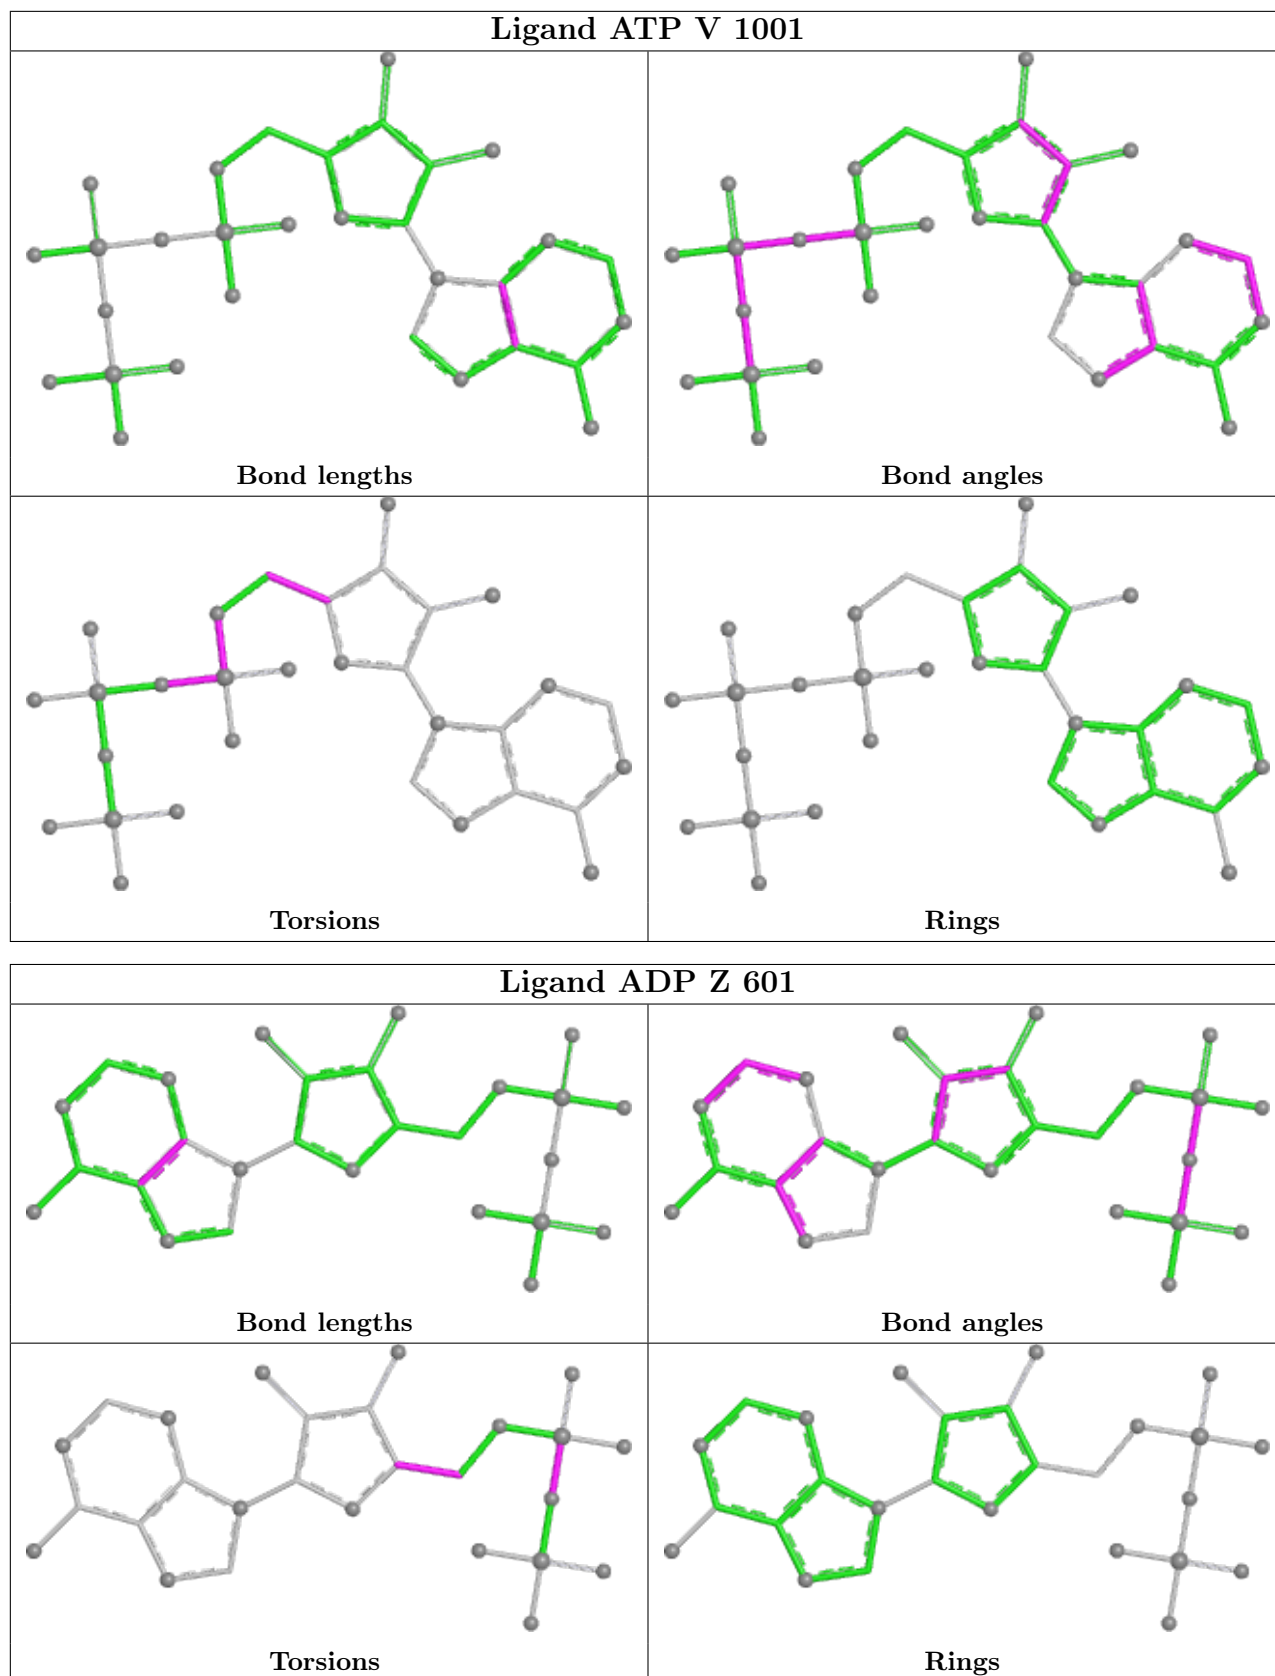 Ligand ATP V 1001
Bond lengths
Bond angles
Torsions
Rings
Ligand ADP Z 601
Bond lengths
Bond angles
Torsions
Rings